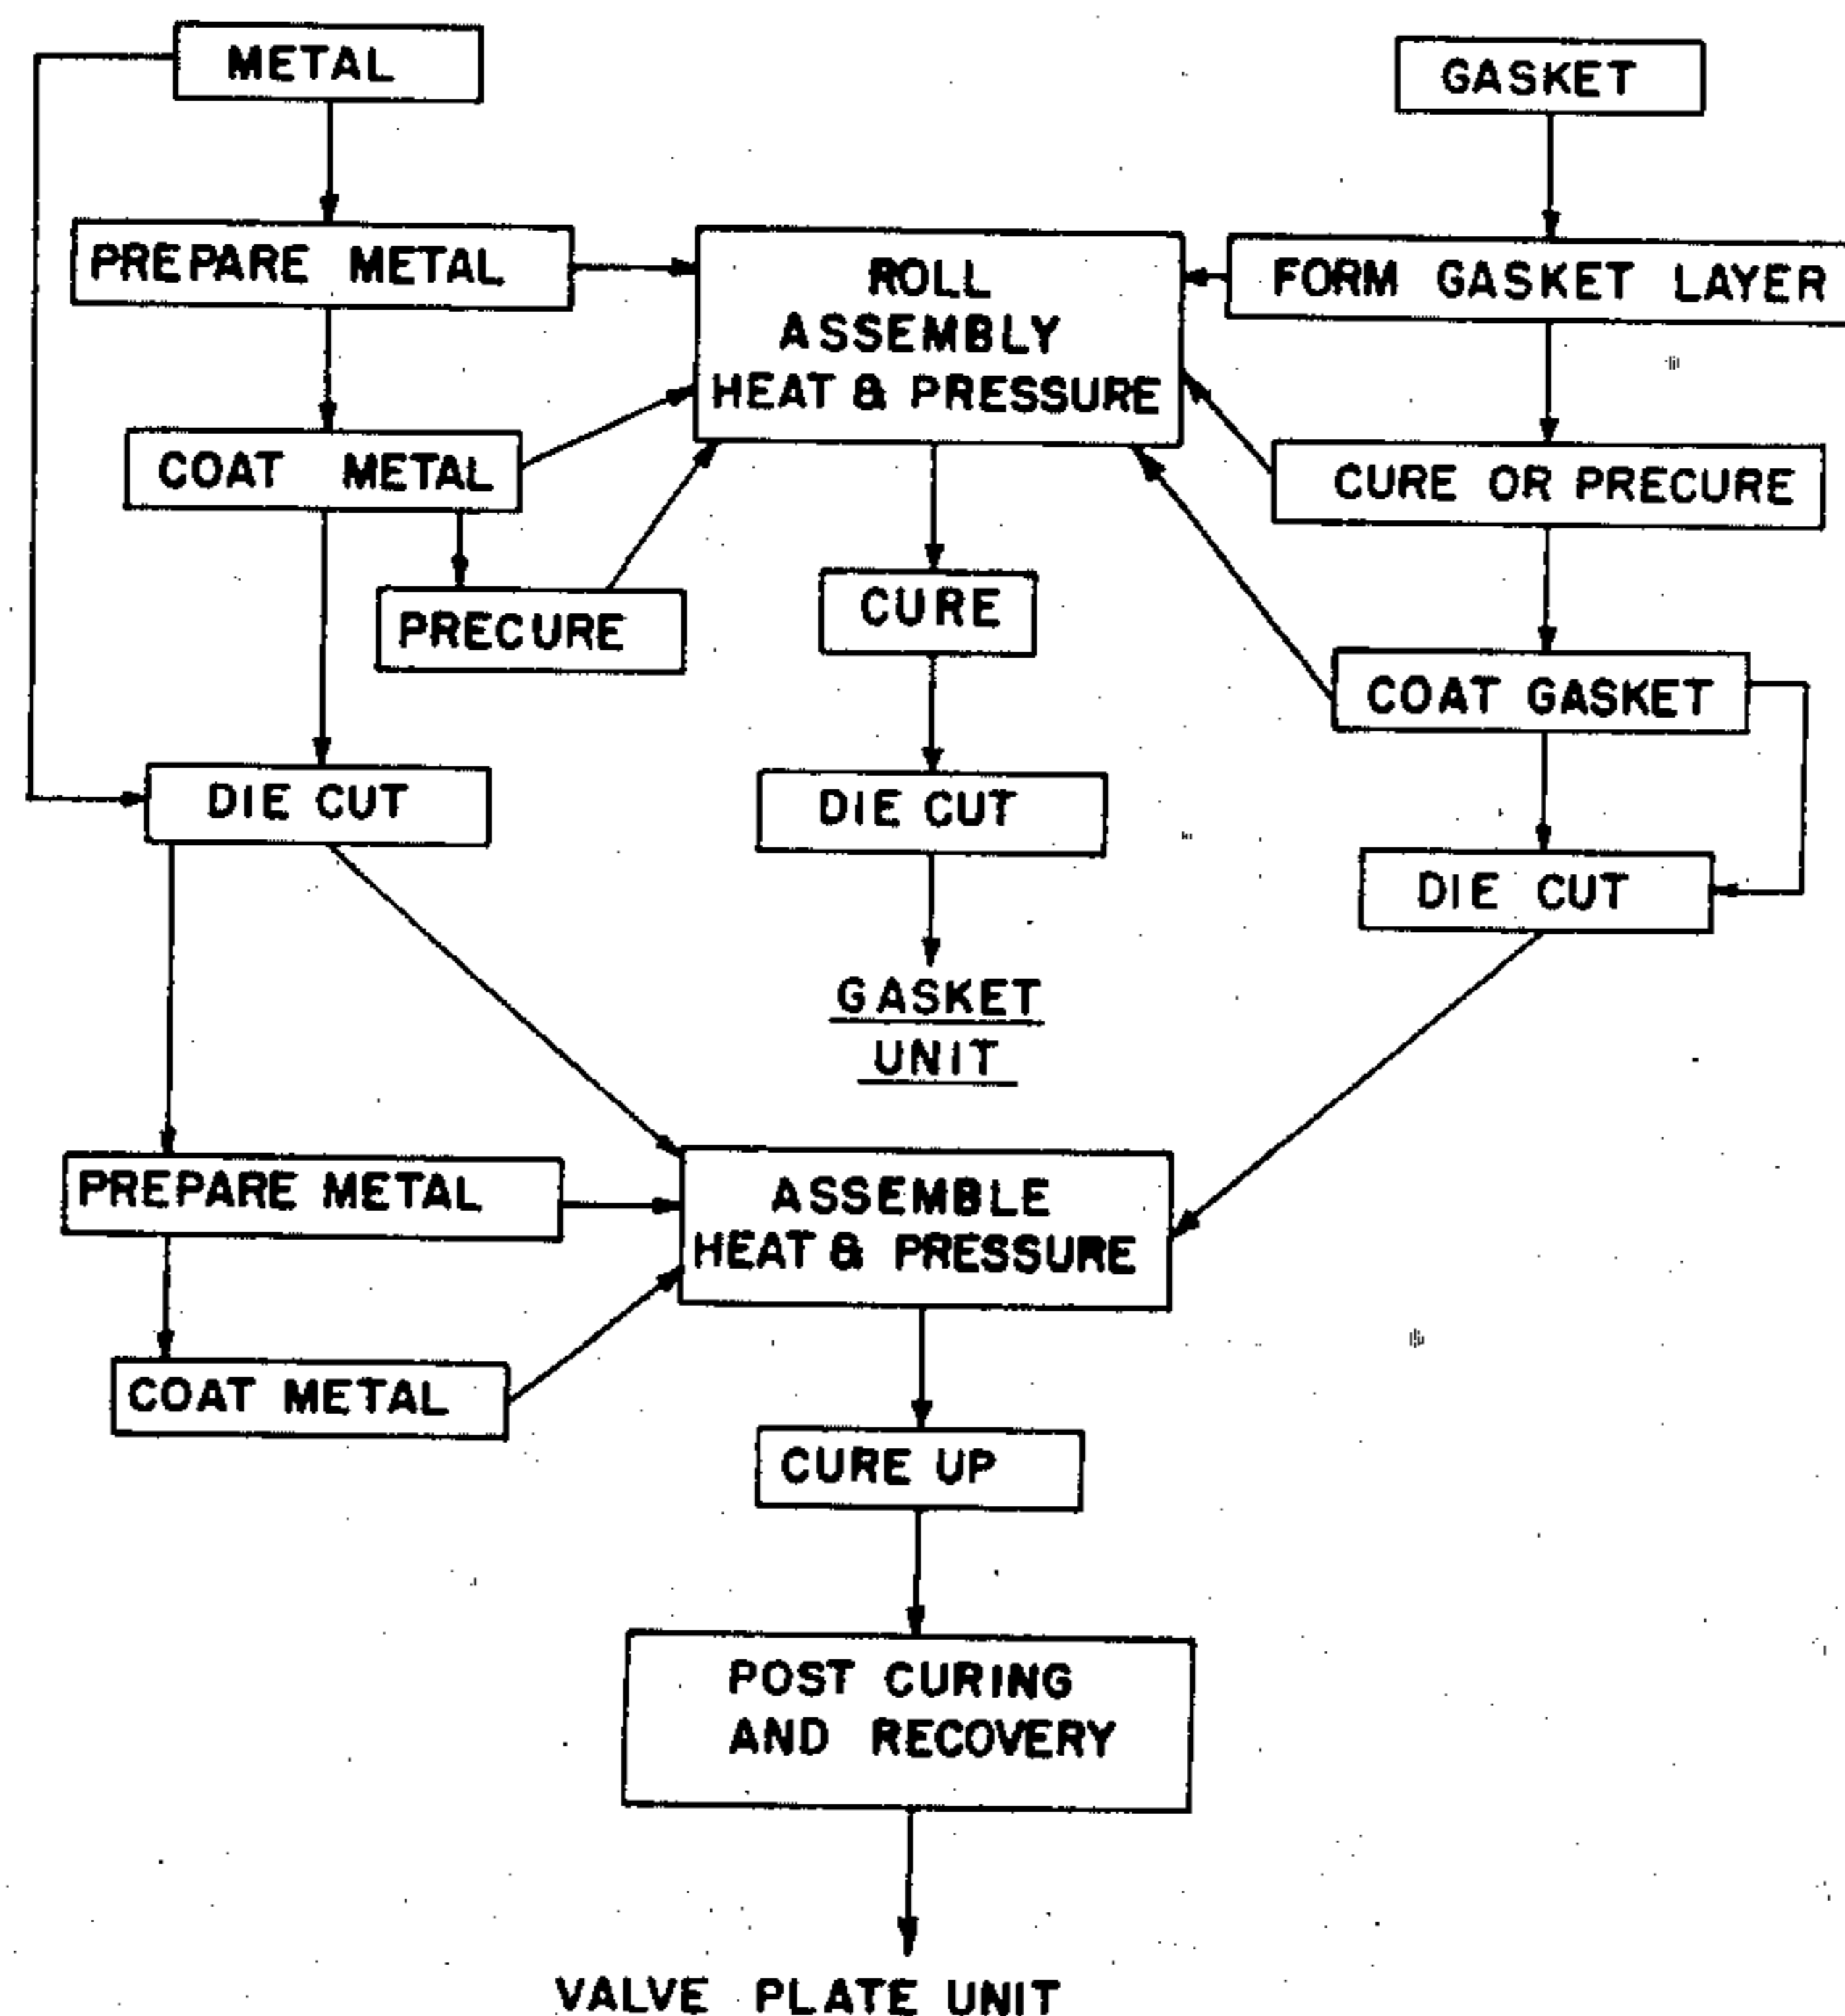 METAL
GASKET
PREPARE METAL
ROLL
ASSEMBLY
HEAT & PRESSURE
FORM GASKET LAYER
COAT METAL
CURE OR PRECURE
PRECURE
CURE
COAT GASKET
DIE CUT
DIE CUT
DIE CUT
GASKET
UNIT
PREPARE METAL
ASSEMBLE
HEAT & PRESSURE
COAT METAL
CURE UP
POST CURING
AND RECOVERY
VALVE PLATE UNIT